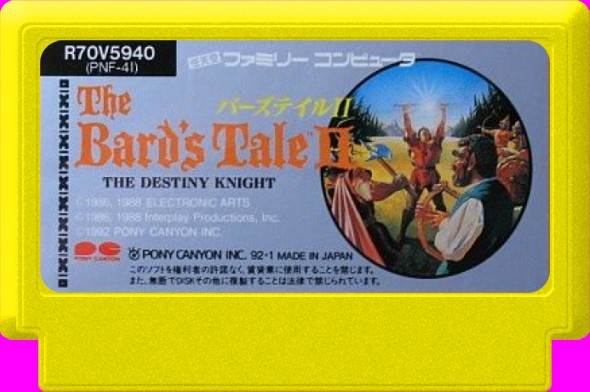 R70V5940
(PNF-4I)
任天堂 ファミリー コンピュータ
バーズテイルII
The
Bard's Tale II
THE DESTINY KNIGHT
©1986, 1988 ELECTRONIC ARTS
©1986, 1988 Interplay Productions, Inc.
©1992 PONY CANYON INC.
PONY CANYON
PONY CANYON INC. 92・1 MADE IN JAPAN
このソフトを権利者の許諾なく、賃貸業に使用することを禁じます。
また、無断でDISKその他に複製することは法律で禁じられています。